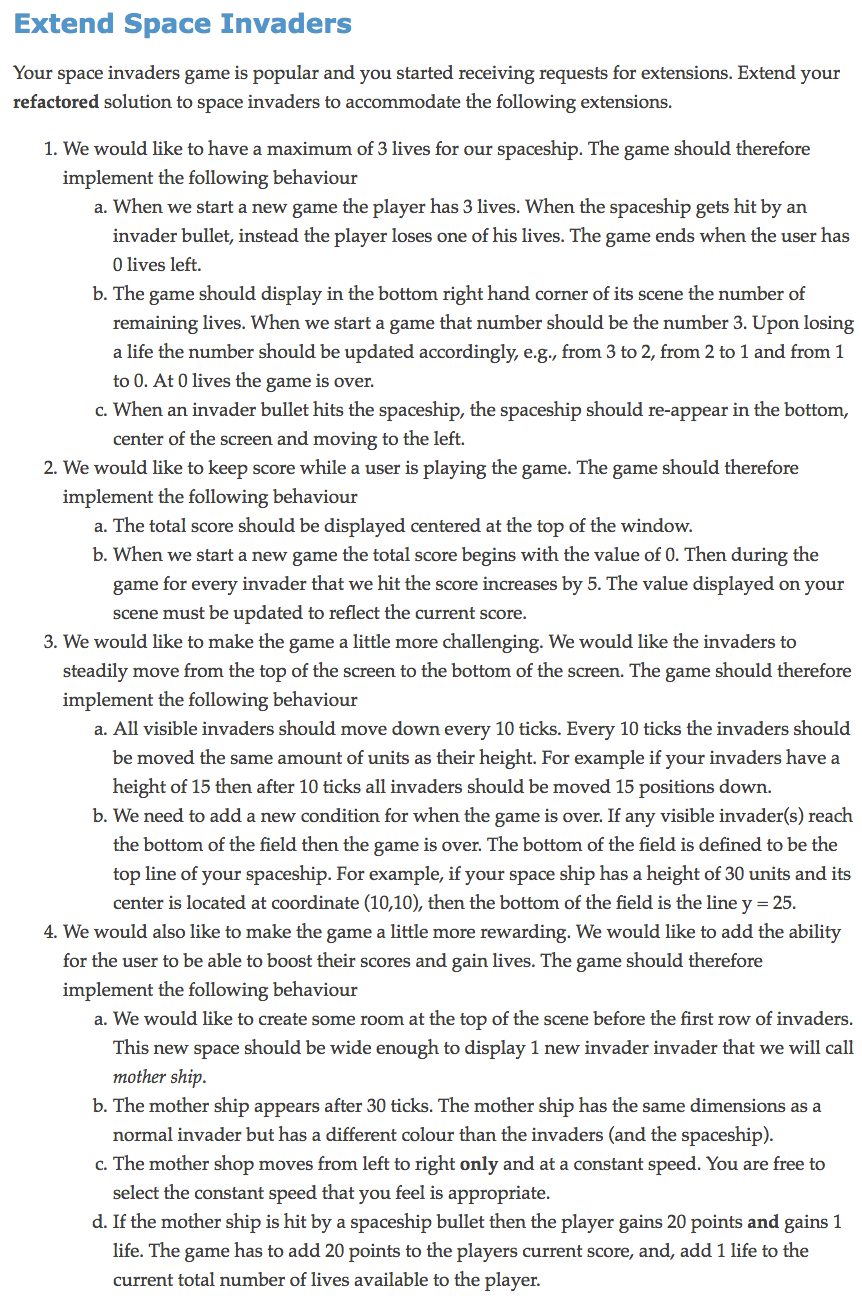 Extend Space Invaders
Your space invaders game is popular and you started receiving requests for extensions. Extend your
refactored solution to space invaders to accommodate the following extensions.
1. We would like to have a maximum of 3 lives for our spaceship. The game should therefore
implement the following behaviour
a. When we start a new game the player has 3 lives. When the spaceship gets hit by an
invader bullet, instead the player loses one of his lives. The game ends when the user has
0 lives left.
b. The game should display in the bottom right hand corner of its scene the number of
remaining lives. When we start a game that number should be the number 3. Upon losing
a life the number should be updated accordingly, e.g., from 3 to 2, from 2 to 1 and from 1
to 0. At 0 lives the game is over.
c. When an invader bullet hits the spaceship, the spaceship should re-appear in the bottom,
center of the screen and moving to the left.
2. We would like to keep score while a user is playing the game. The game should therefore
implement the following behaviour
a. The total score should be displayed centered at the top of the window.
b. When we start a new game the total score begins with the value of 0. Then during the
game for every invader that we hit the score increases by 5. The value displayed on your
scene must be updated to reflect the current score.
3. We would like to make the game a little more challenging. We would like the invaders to
steadily move from the top of the screen to the bottom of the screen. The game should therefore
implement the following behaviour
a. All visible invaders should move down every 10 ticks. Every 10 ticks the invaders should
be moved the same amount of units as their height. For example if your invaders have a
height of 15 then after 10 ticks all invaders should be moved 15 positions down.
b. We need to add a new condition for when the game is over. If any visible invader(s) reach
the bottom of the field then the game is over. The bottom of the field is defined to be the
top line of your spaceship. For example, if your space ship has a height of 30 units and its
center is located at coordinate (10,10), then the bottom of the field is the line y = 25.
4. We would also like to make the game a little more rewarding. We would like to add the ability
for the user to be able to boost their scores and gain lives. The game should therefore
implement the following behaviour
a. We would like to create some room at the top of the scene before the first row of invaders.
This new space should be wide enough to display 1 new invader invader that we will call
mother ship.
b. The mother ship appears after 30 ticks. The mother ship has the same dimensions as a
normal invader but has a different colour than the invaders (and the spaceship).
c. The mother shop moves from left to right only and at a constant speed. You are free to
select the constant speed that you feel is appropriate.
d. If the mother ship is hit by a spaceship bullet then the player gains 20 points and gains 1
life. The game has to add 20 points to the players current score, and, add 1 life to the
current total number of lives available to the player.